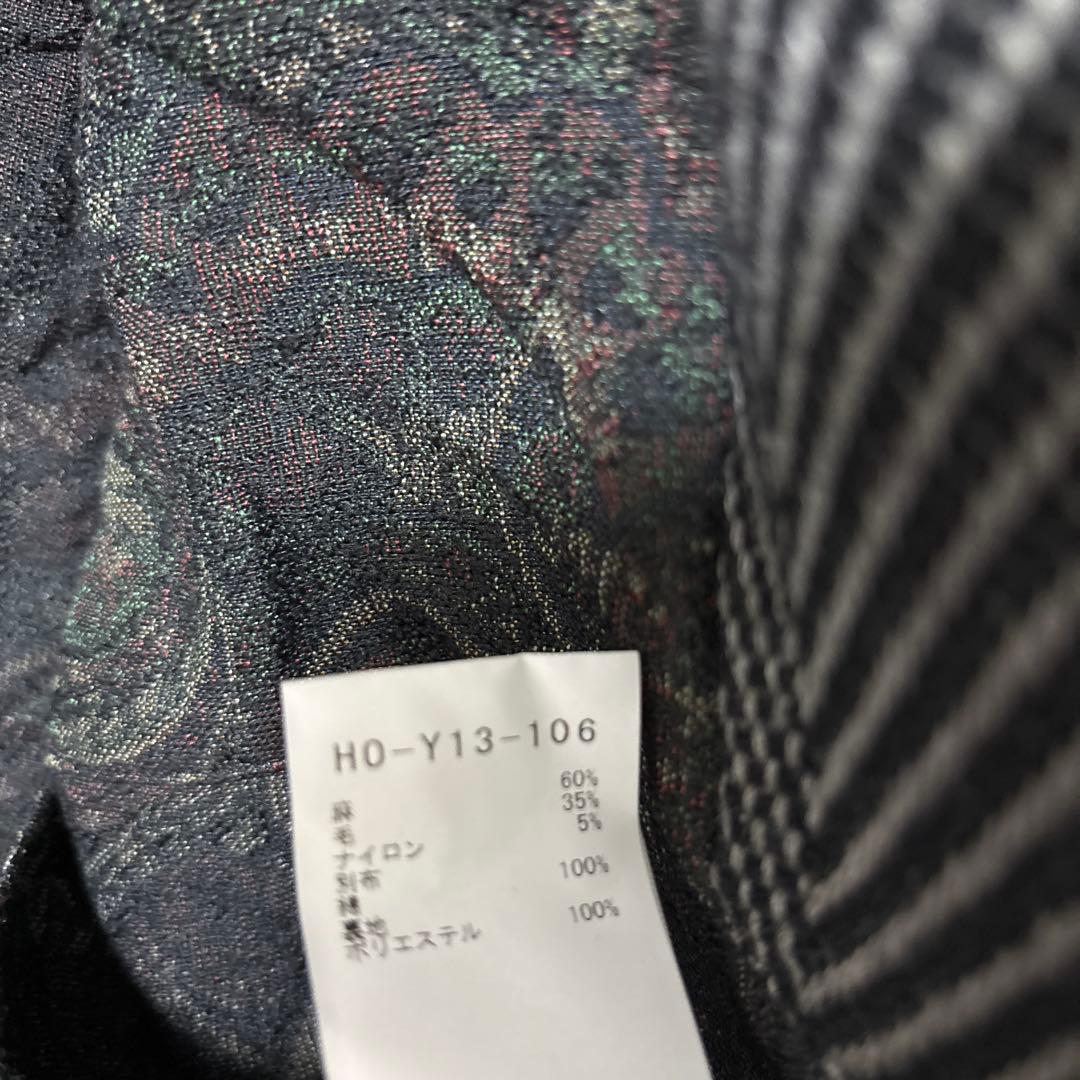 HO-Y13-106
麻 60%
毛 35%
ナイロン 5%
別布
綿 100%
裏地
ポリエステル 100%